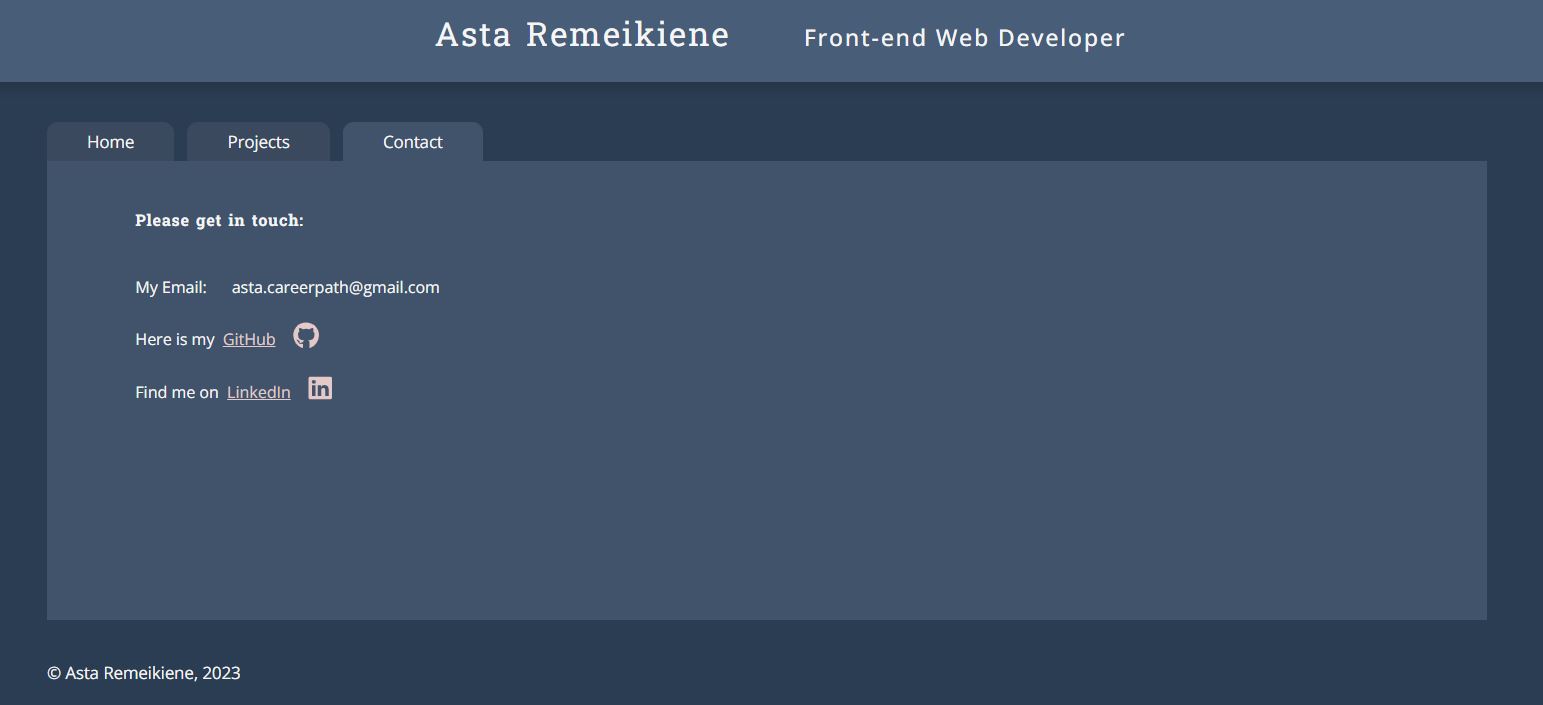 Asta Remeikiene Front-end Web Developer
Home Projects Contact
Please get in touch:
My Email: asta.careerpath@gmail.com
Here is my GitHub
Find me on LinkedIn in
© Asta Remeikiene, 2023